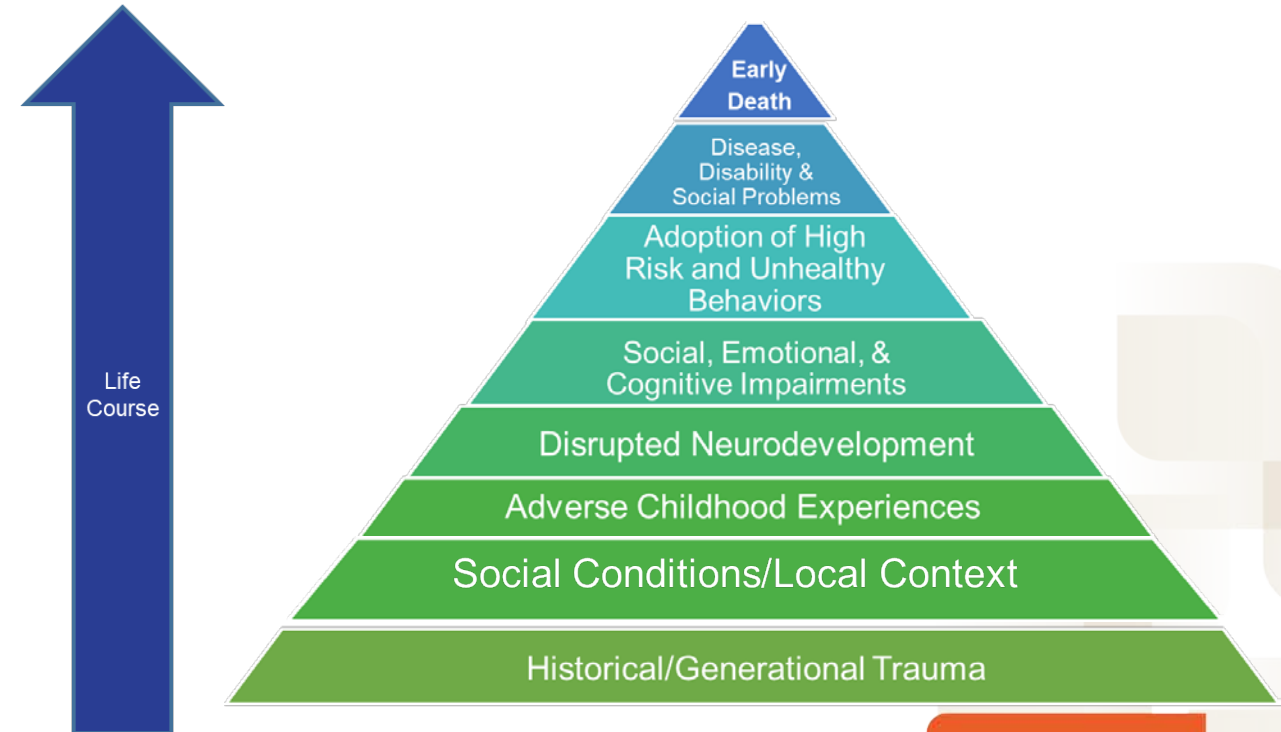 Early
Death
Disease,
Disability &
Social Problems
Adoption of High
Risk and Unhealthy
Behaviors
Social, Emotional, &
Cognitive Impairments
Disrupted Neurodevelopment
Adverse Childhood Experiences
Social Conditions/Local Context
Historical/Generational Trauma
Life
Course